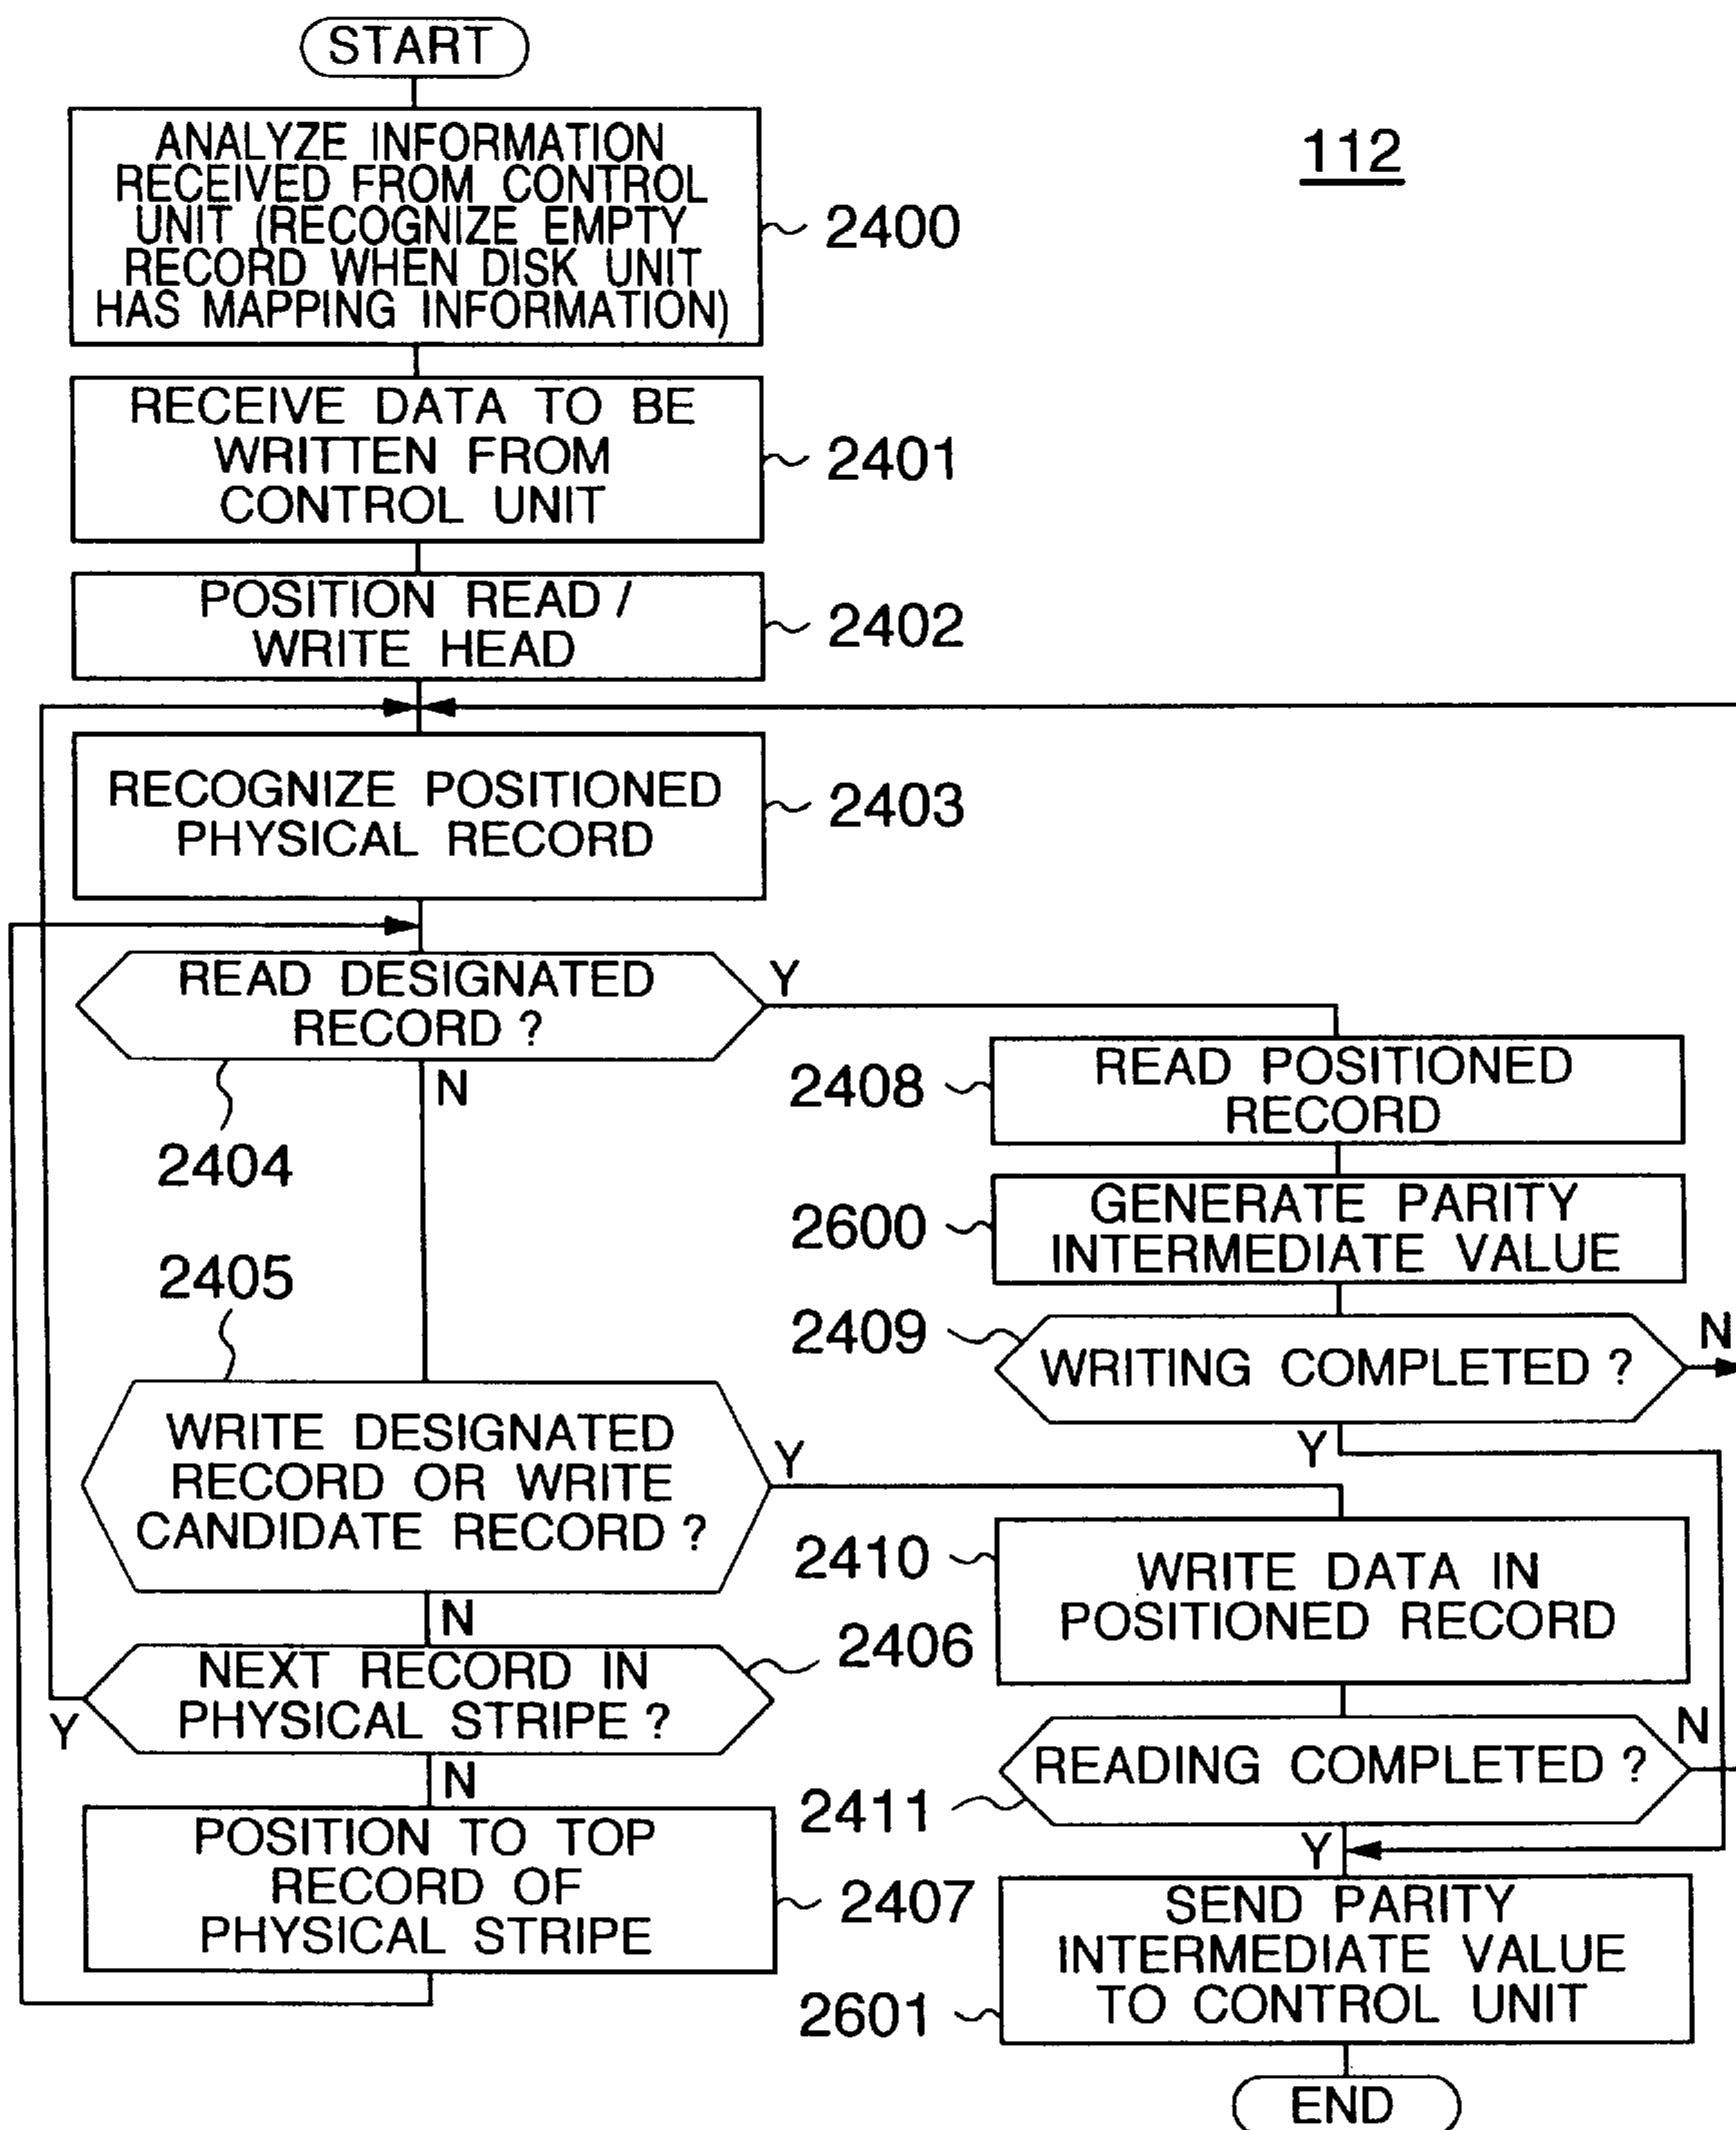 START
112
ANALYZE INFORMATION
RECEIVED FROM CONTROL
UNIT (RECOGNIZE EMPTY
RECORD WHEN DISK UNIT
HAS MAPPING INFORMATION)
2400
RECEIVE DATA TO BE
WRITTEN FROM
CONTROL UNIT
2401
POSITION READ /
WRITE HEAD
2402
RECOGNIZE POSITIONED
PHYSICAL RECORD
2403
READ DESIGNATED
RECORD ?
Y
N
2404
2408
READ POSITIONED
RECORD
2600
GENERATE PARITY
INTERMEDIATE VALUE
2409
WRITING COMPLETED ?
N
Y
2405
WRITE DESIGNATED
RECORD OR WRITE
CANDIDATE RECORD ?
Y
N
2410
WRITE DATA IN
POSITIONED RECORD
2406
NEXT RECORD IN
PHYSICAL STRIPE ?
Y
N
2411
READING COMPLETED ?
N
Y
POSITION TO TOP
RECORD OF
PHYSICAL STRIPE
2407
SEND PARITY
INTERMEDIATE VALUE
TO CONTROL UNIT
2601
END